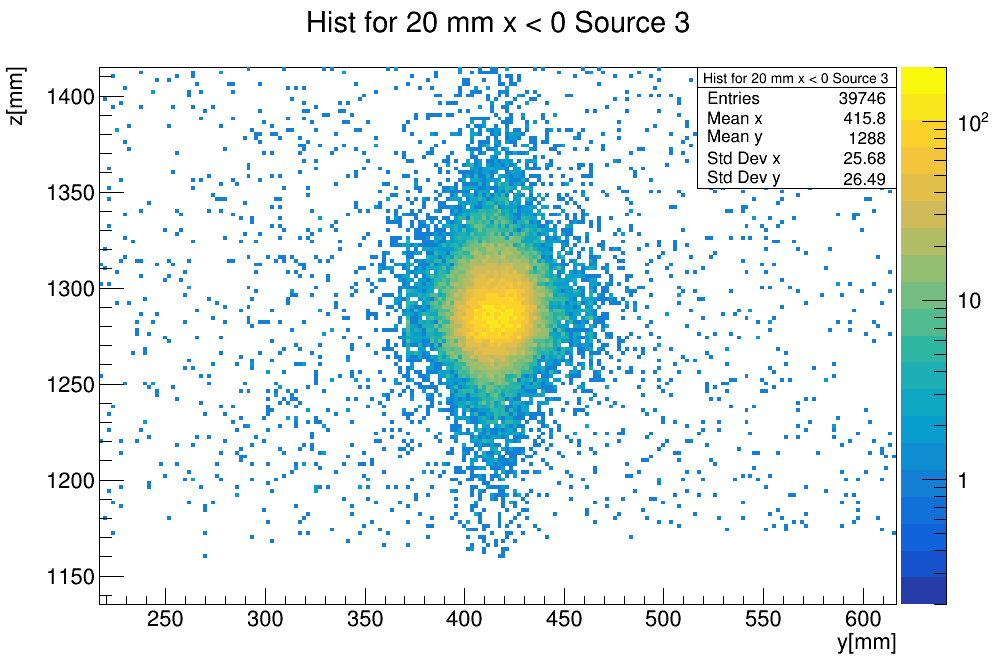 Hist for 20 mm x < 0 Source 3
z[mm]
Hist for 20 mm x < 0 Source 3
Entries 39746
Mean x 415.8
Mean y 1288
Std Dev x 25.68
Std Dev y 26.49
1400
1350
1300
1250
1200
1150
250 300 350 400 450 500 550 600
y[mm]
10²
10
1